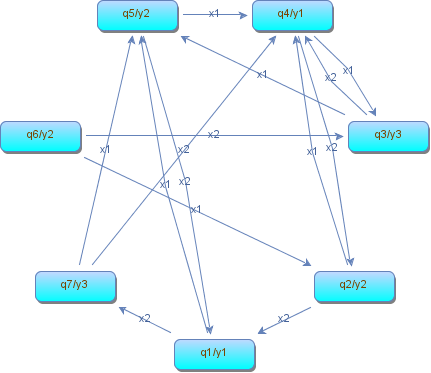 q5/y2 x1 q4/y1
x1
x1
x2
q6/y2 x2 q3/y3
x1 x2 x1 x2
x1 x2
x1
q7/y3 q2/y2
x2 x2
q1/y1